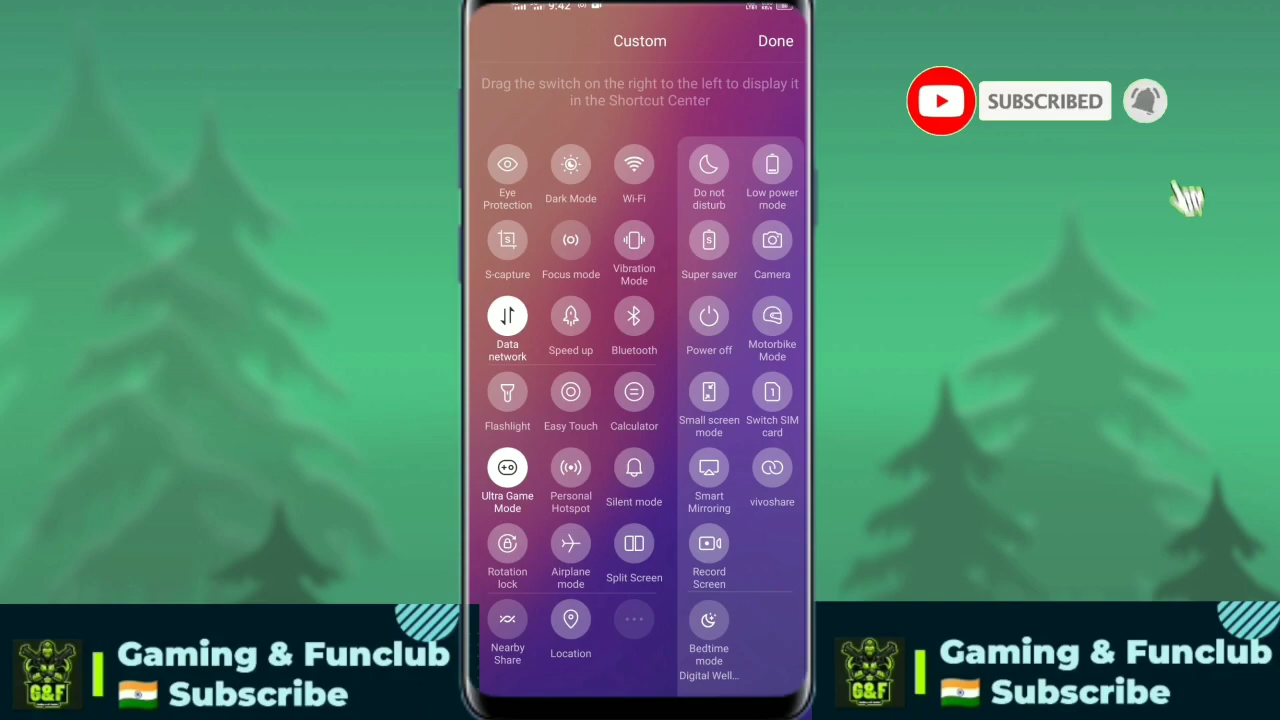 9:42
Custom
Done
Drag the switch on the right to the left to display it
in the Shortcut Center
SUBSCRIBED
Eye
Protection
Dark Mode
Wi-Fi
Do not
disturb
Low power
mode
S-capture
Focus mode
Vibration
Mode
Super saver
Camera
Data
network
Speed up
Bluetooth
Power off
Motorbike
Mode
Flashlight
Easy Touch
Calculator
Small screen
mode
Switch SIM
card
Ultra Game
Mode
Personal
Hotspot
Silent mode
Smart
Mirroring
vivoshare
Rotation
lock
Airplane
mode
Split Screen
Record
Screen
Nearby
Share
Location
Bedtime
mode
Digital Well...
G&F
Gaming & Funclub
Subscribe
G&F
Gaming & Funclub
Subscribe